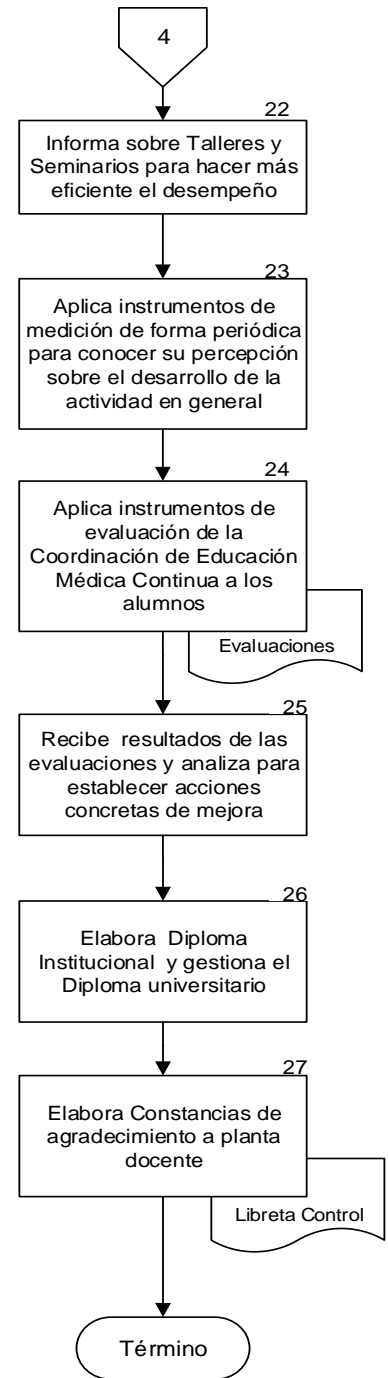 4
22
Informa sobre Talleres y
Seminarios para hacer más
eficiente el desempeño
23
Aplica instrumentos de
medición de forma periódica
para conocer su percepción
sobre el desarrollo de la
actividad en general
24
Aplica instrumentos de
evaluación de la
Coordinación de Educación
Médica Continua a los
alumnos
Evaluaciones
25
Recibe resultados de las
evaluaciones y analiza para
establecer acciones
concretas de mejora
26
Elabora Diploma
Institucional y gestiona el
Diploma universitario
27
Elabora Constancias de
agradecimiento a planta
docente
Libreta Control
Término